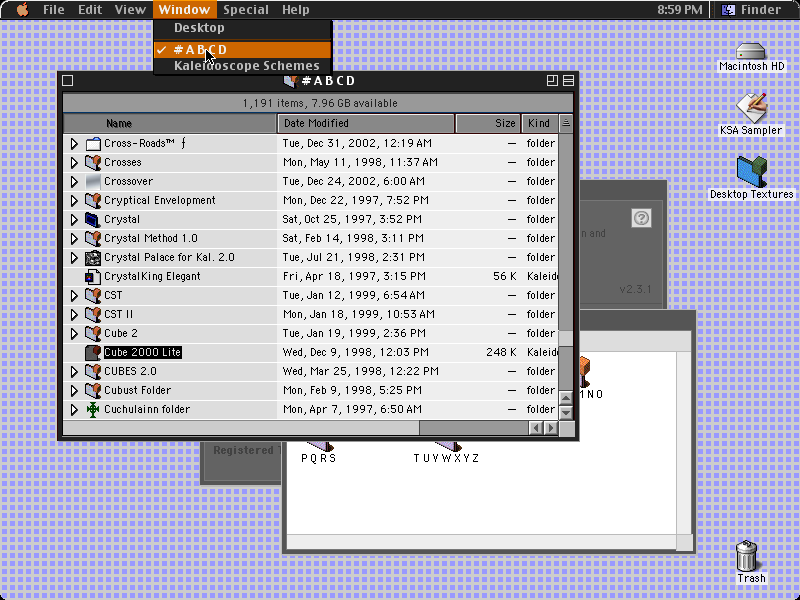 File Edit View Window Special Help 8:59 PM Finder
Desktop
✓ #ABCD
Kaleidoscope Schemes
#ABCD
1,191 items, 7.96 GB available
Name Date Modified Size Kind
Cross-Roads™ ƒ Tue, Dec 31, 2002, 12:19 AM — folder
Crosses Mon, May 11, 1998, 11:37 AM — folder
Crossover Tue, Dec 24, 2002, 6:00 AM — folder
Cryptical Envelopment Mon, Dec 22, 1997, 7:52 PM — folder
Crystal Sat, Oct 25, 1997, 3:52 PM — folder
Crystal Method 1.0 Sat, Feb 14, 1998, 3:11 PM — folder
Crystal Palace for Kal. 2.0 Tue, Jul 21, 1998, 2:31 PM — folder
CrystalKing Elegant Fri, Apr 18, 1997, 3:15 PM 56 K Kaleid
CST Tue, Jan 12, 1999, 6:54 AM — folder
CST II Mon, Jan 18, 1999, 10:53 AM — folder
Cube 2 Tue, Jan 19, 1999, 2:36 PM — folder
Cube 2000 Lite Wed, Dec 9, 1998, 12:03 PM 248 K Kaleid
CUBES 2.0 Wed, Mar 25, 1998, 12:22 PM — folder
Cubust Folder Mon, Feb 9, 1998, 5:25 PM — folder
Cuchulainn folder Mon, Apr 7, 1997, 6:50 AM — folder
n and
v2.3.1
NO
Registered T
PQRS
TUVWXYZ
Macintosh HD
KSA Sampler
Desktop Textures
Trash